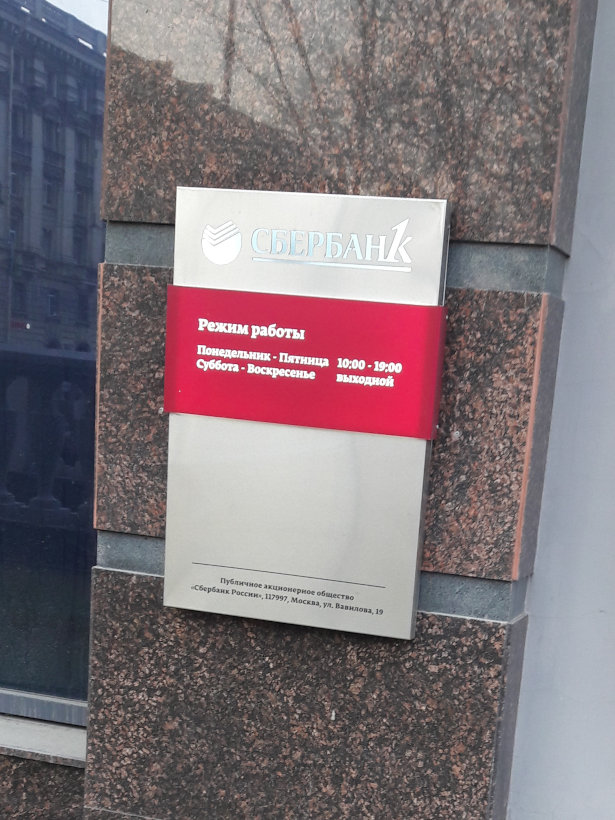 СБЕРБАНК1
Режим работы
Понедельник - Пятница 10:00 - 19:00
Суббота - Воскресенье выходной
Публичное акционерное общество
«Сбербанк России», 117997, Москва, ул. Вавилова, 19